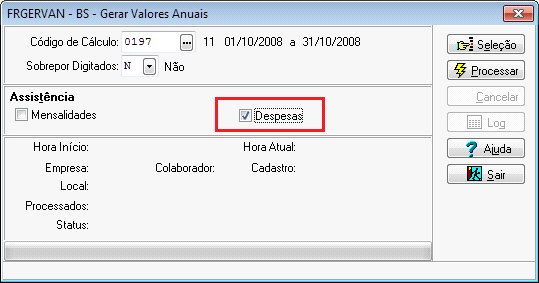 FRGERVAN - BS - Gerar Valores Anuais
Código de Cálculo: 0197 ... 11 01/10/2008 a 31/10/2008
Sobrepor Digitados: N Não
Assistência
Mensalidades
Despesas
Hora Início: Hora Atual:
Empresa: Colaborador: Cadastro:
Local:
Processados:
Status:
Seleção
Processar
Cancelar
Log
Ajuda
Sair